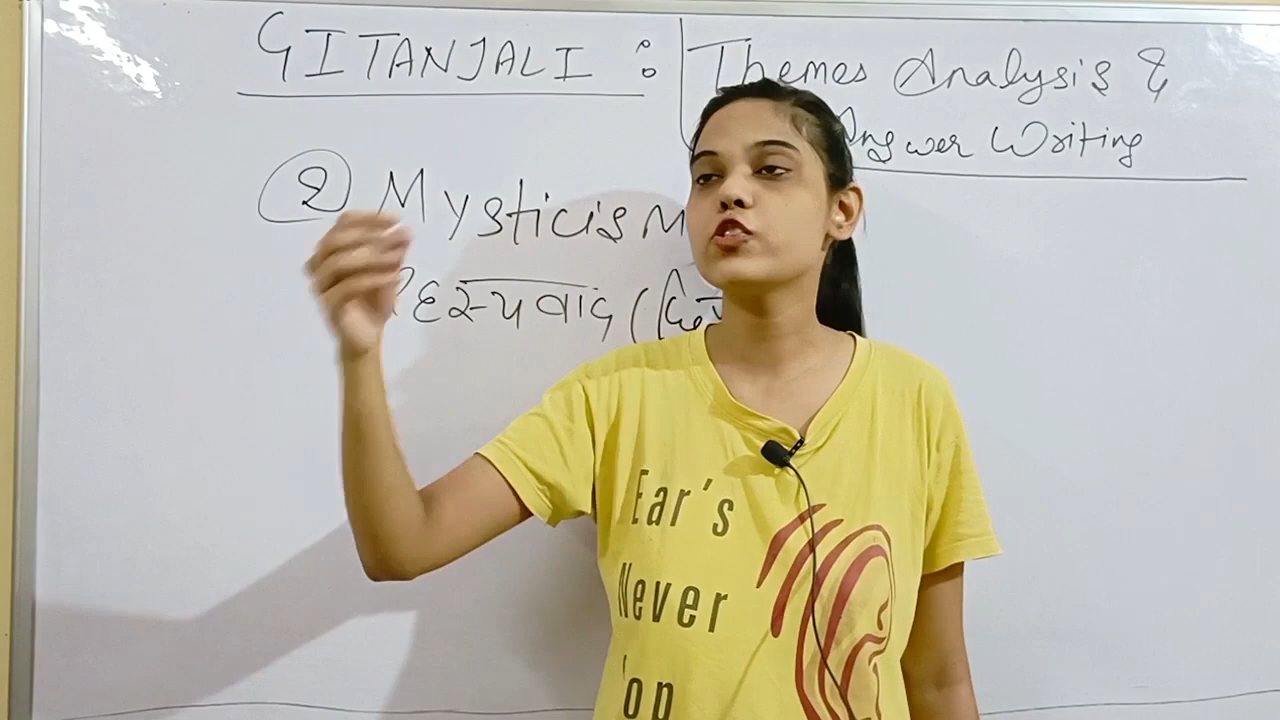 GITANJALI :
Themes Analysis &
Answer Writing
2 Mysticism
रहस्यवाद (
Ear's
Never